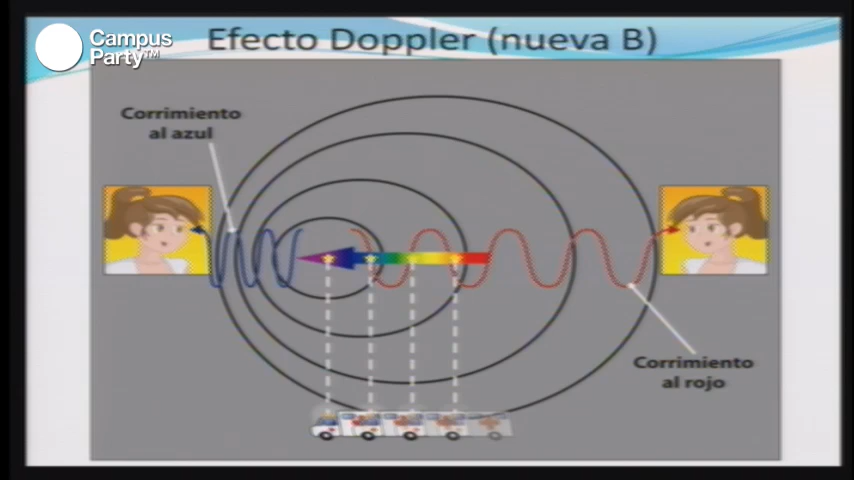 Campus
Party™
Efecto Doppler (nueva B)
Corrimiento
al azul
Corrimiento
al rojo